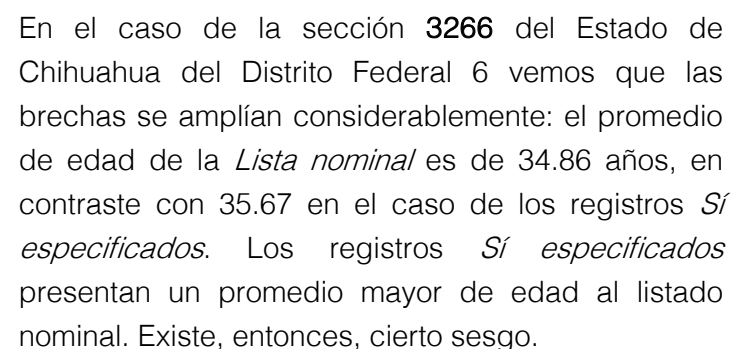 En el caso de la sección 3266 del Estado de
Chihuahua del Distrito Federal 6 vemos que las
brechas se amplían considerablemente: el promedio
de edad de la Lista nominal es de 34.86 años, en
contraste con 35.67 en el caso de los registros Sí
especificados. Los registros Sí especificados
presentan un promedio mayor de edad al listado
nominal. Existe, entonces, cierto sesgo.